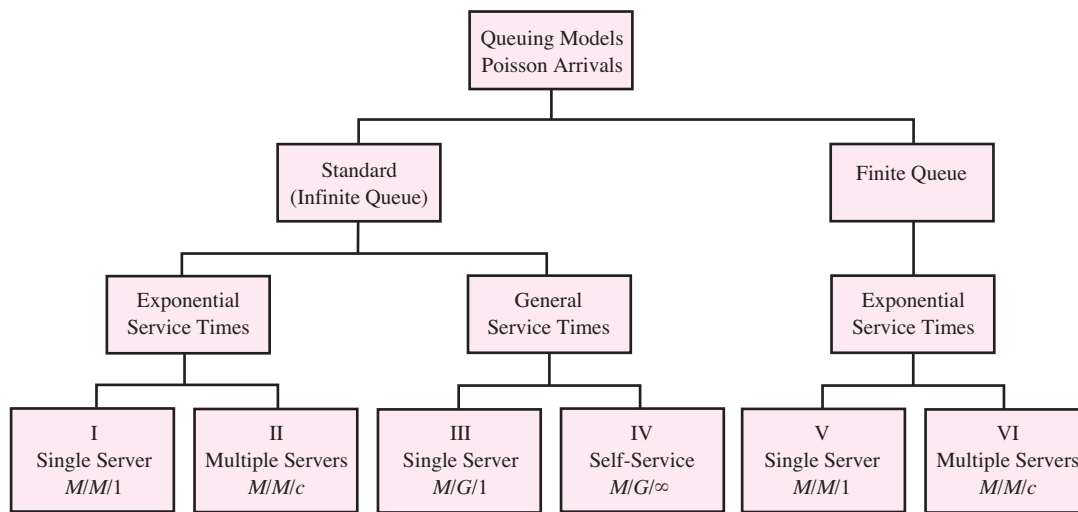 Queuing Models
Poisson Arrivals
Standard
(Infinite Queue)
Finite Queue
Exponential
Service Times
General
Service Times
Exponential
Service Times
I
Single Server
M/M/1
II
Multiple Servers
M/M/c
III
Single Server
M/G/1
IV
Self-Service
M/G/∞
V
Single Server
M/M/1
VI
Multiple Servers
M/M/c